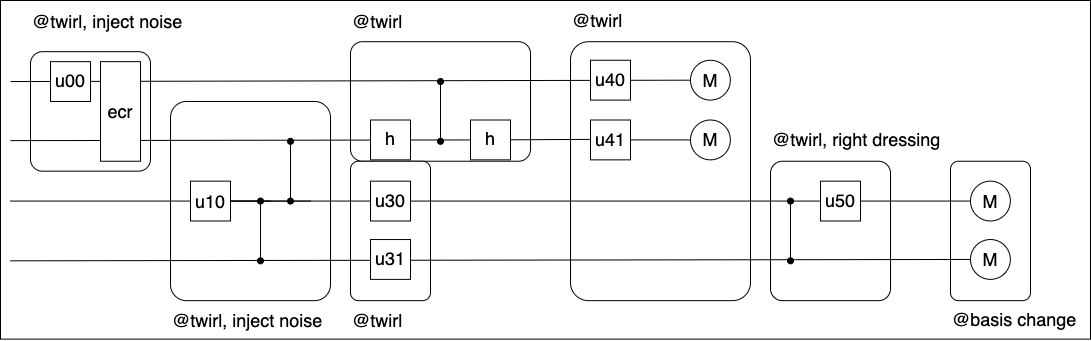 @twirl, inject noise
@twirl
@twirl
u00
ecr
u40
M
h
h
u41
M
@twirl, right dressing
u10
u30
u50
M
u31
M
@twirl, inject noise
@twirl
@basis change